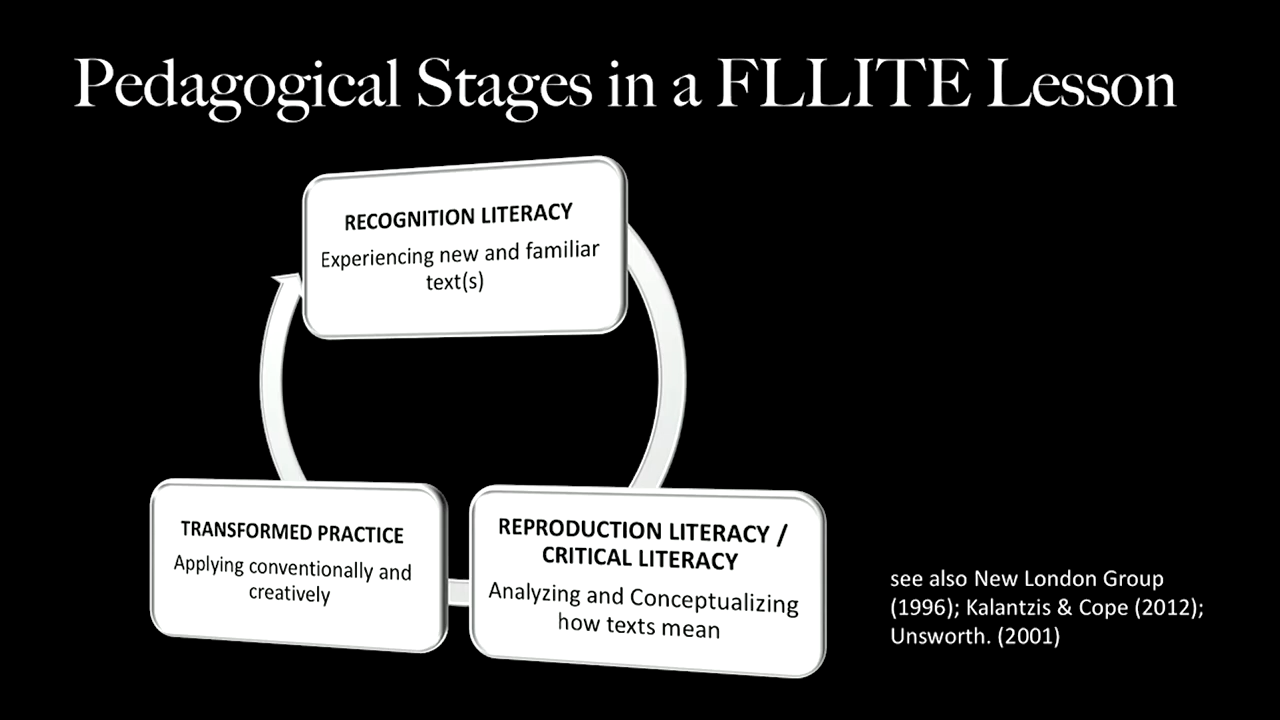 Pedagogical Stages in a FLLITE Lesson
RECOGNITION LITERACY
Experiencing new and familiar
text(s)
TRANSFORMED PRACTICE
Applying conventionally and
creatively
REPRODUCTION LITERACY /
CRITICAL LITERACY
Analyzing and Conceptualizing
how texts mean
see also New London Group
(1996); Kalantzis & Cope (2012);
Unsworth. (2001)